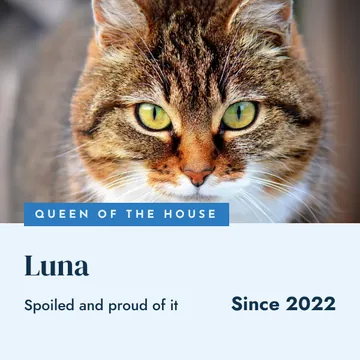 QUEEN OF THE HOUSE
Luna
Spoiled and proud of it
Since 2022